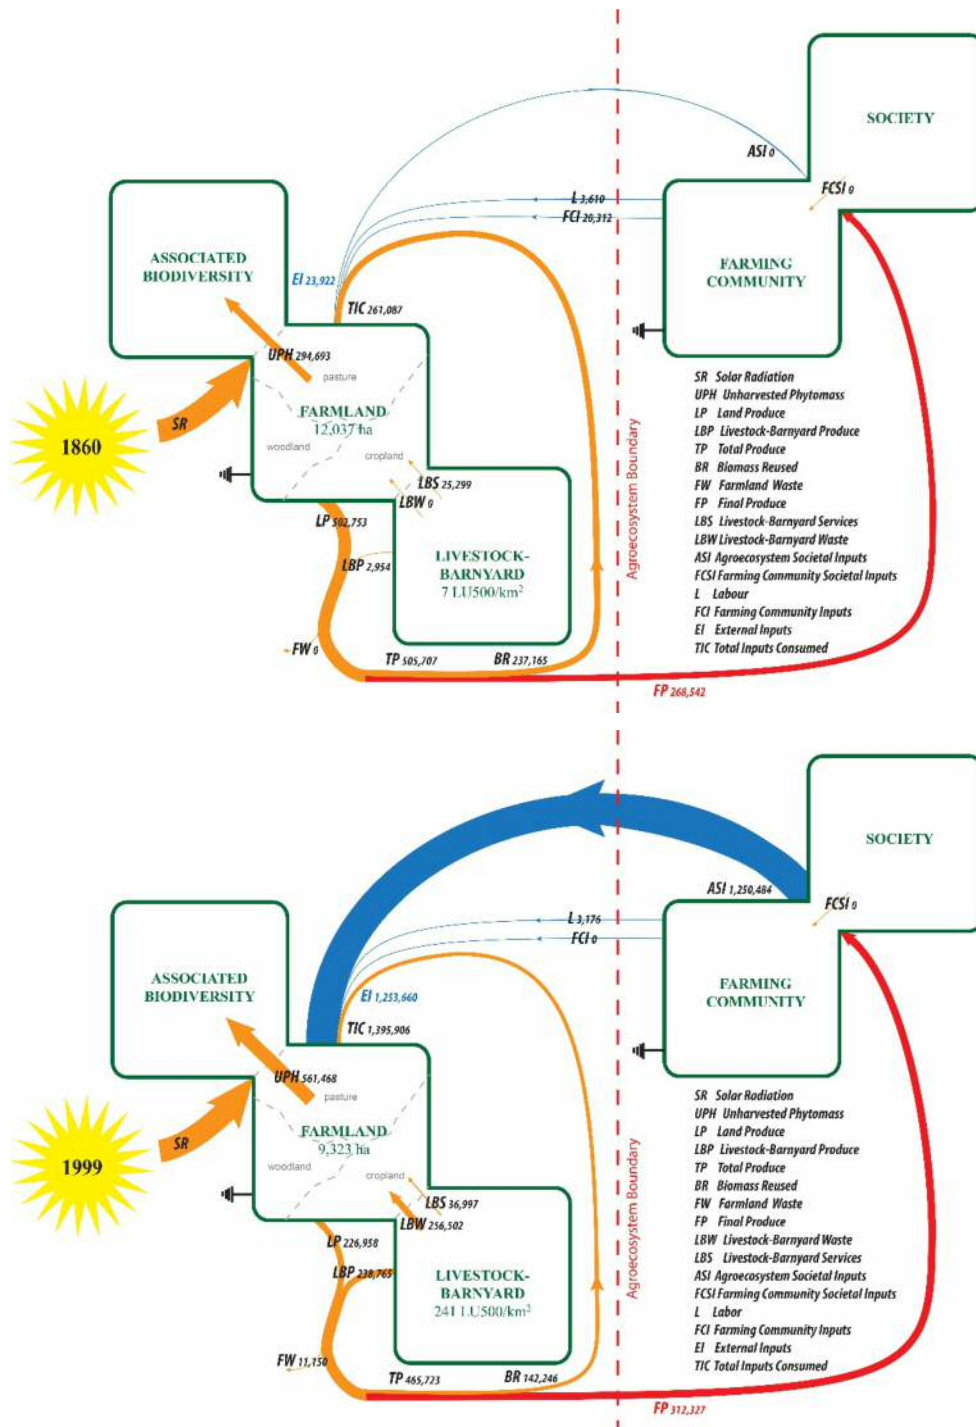 SOCIETY
ASI 0
FCSI 0
L 3,610
FCI 20,312
ASSOCIATED
BIODIVERSITY
FARMING
COMMUNITY
EI 23,922
TIC 261,087
UPH 294,693
pasture
SR
1860
FARMLAND
12,037 ha
woodland
cropland
LBS 25,299
LBW 0
LP 502,753
LBP 2,954
LIVESTOCK-
BARNYARD
7 LU500/km²
FW 0
TP 505,707
BR 237,165
FP 268,542
Agroecosystem Boundary
SR Solar Radiation
UPH Unharvested Phytomass
LP Land Produce
LBP Livestock-Barnyard Produce
TP Total Produce
BR Biomass Reused
FW Farmland Waste
FP Final Produce
LBS Livestock-Barnyard Services
LBW Livestock-Barnyard Waste
ASI Agroecosystem Societal Inputs
FCSI Farming Community Societal Inputs
L Labour
FCI Farming Community Inputs
EI External Inputs
TIC Total Inputs Consumed
SOCIETY
ASI 1,250,484
FCSI 0
L 3,176
FCI 0
ASSOCIATED
BIODIVERSITY
FARMING
COMMUNITY
EI 1,253,660
TIC 1,395,906
UPH 561,468
pasture
SR
1999
FARMLAND
9,323 ha
woodland
cropland
LBS 36,997
LBW 256,502
LP 226,958
LBP 238,765
LIVESTOCK-
BARNYARD
241 LU500/km²
FW 11,150
TP 465,723
BR 142,246
FP 312,327
Agroecosystem Boundary
SR Solar Radiation
UPH Unharvested Phytomass
LP Land Produce
LBP Livestock-Barnyard Produce
TP Total Produce
BR Biomass Reused
FW Farmland Waste
FP Final Produce
LBW Livestock-Barnyard Waste
LBS Livestock-Barnyard Services
ASI Agroecosystem Societal Inputs
FCSI Farming Community Societal Inputs
L Labor
FCI Farming Community Inputs
EI External Inputs
TIC Total Inputs Consumed